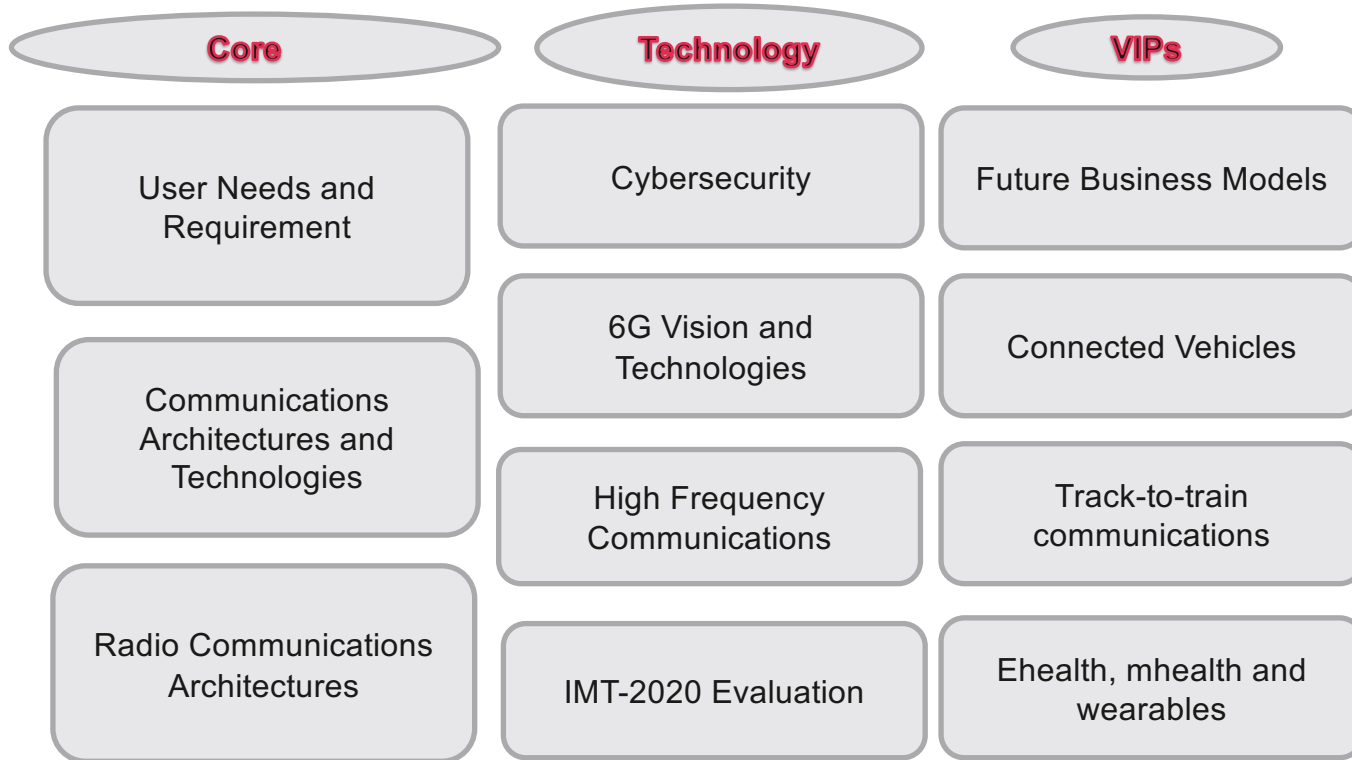 Core
Technology
VIPs
User Needs and
Requirement
Communications
Architectures and
Technologies
Radio Communications
Architectures
Cybersecurity
6G Vision and
Technologies
High Frequency
Communications
IMT-2020 Evaluation
Future Business Models
Connected Vehicles
Track-to-train
communications
Ehealth, mhealth and
wearables